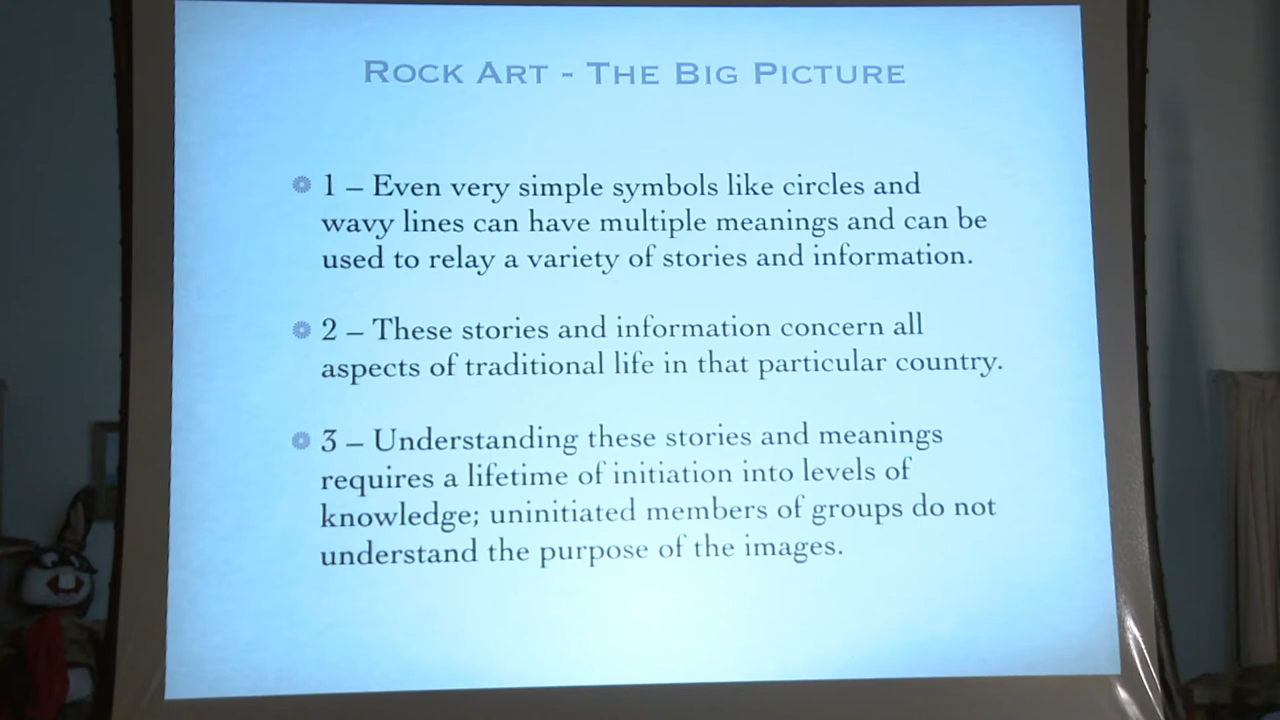 ROCK ART - THE BIG PICTURE
1 – Even very simple symbols like circles and
wavy lines can have multiple meanings and can be
used to relay a variety of stories and information.
2 – These stories and information concern all
aspects of traditional life in that particular country.
3 – Understanding these stories and meanings
requires a lifetime of initiation into levels of
knowledge; uninitiated members of groups do not
understand the purpose of the images.